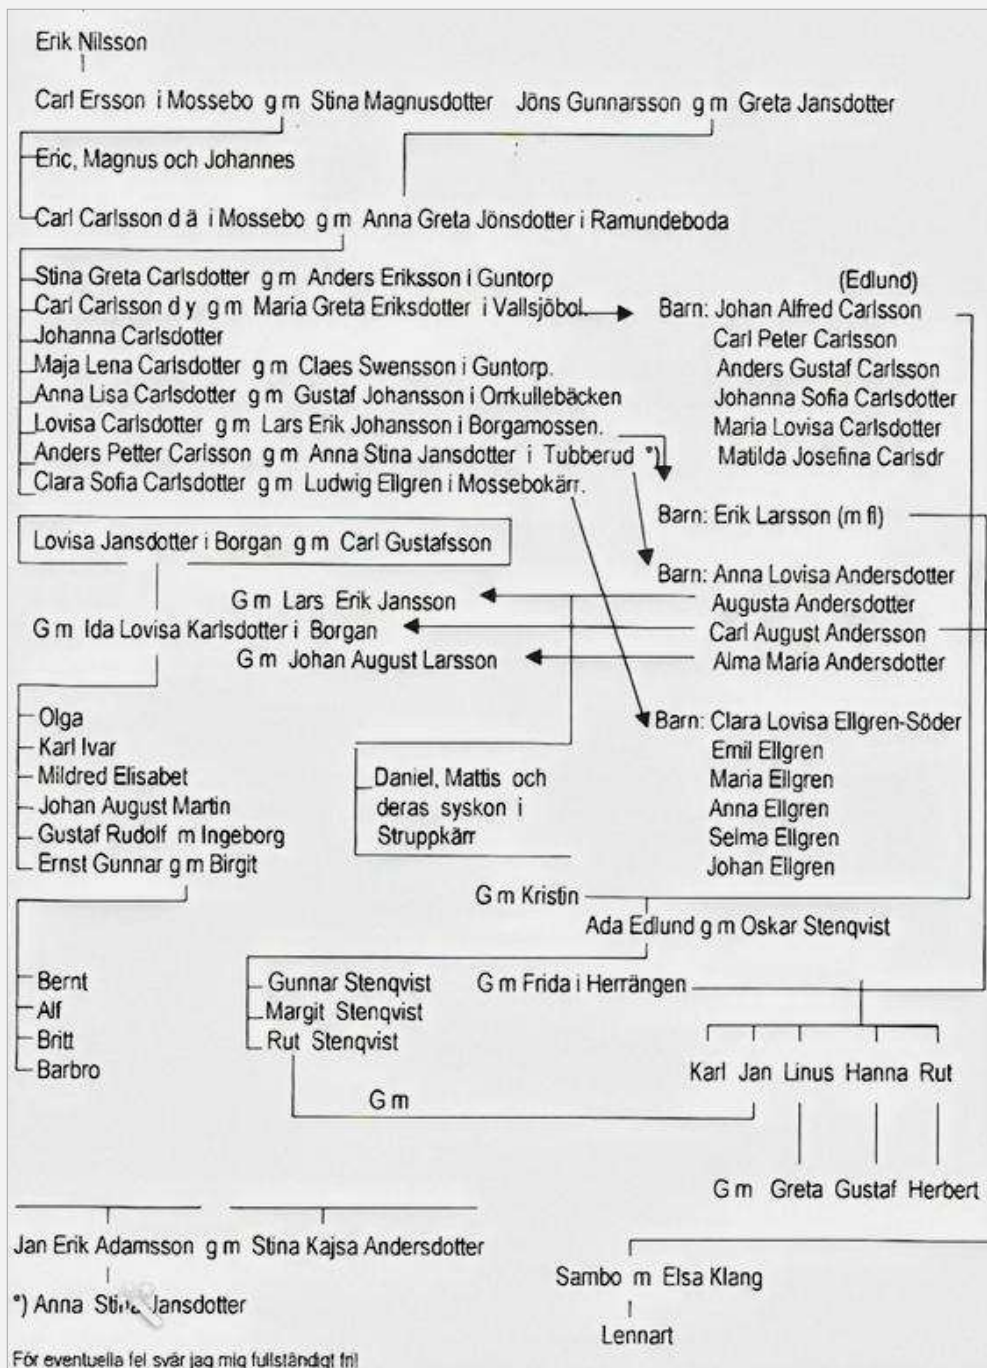 Erik Nilsson
Carl Ersson i Mossebo g m Stina Magnusdotter Jöns Gunnarsson g m Greta Jansdotter
Eric, Magnus och Johannes
Carl Carlsson d ä i Mossebo g m Anna Greta Jönsdotter i Ramundeboda
Stina Greta Carlsdotter g m Anders Eriksson i Guntorp
Carl Carlsson d y g m Maria Greta Eriksdotter i Vallsjöbol.
Johanna Carlsdotter
Maja Lena Carlsdotter g m Claes Swensson i Guntorp.
Anna Lisa Carlsdotter g m Gustaf Johansson i Orrkullebäcken
Lovisa Carlsdotter g m Lars Erik Johansson i Borgamossen.
Anders Petter Carlsson g m Anna Stina Jansdotter i Tubberud *)
Clara Sofia Carlsdotter g m Ludwig Ellgren i Mossebokärr.
(Edlund)
Barn: Johan Alfred Carlsson
Carl Peter Carlsson
Anders Gustaf Carlsson
Johanna Sofia Carlsdotter
Maria Lovisa Carlsdotter
Matilda Josefina Carlsdr
Barn: Erik Larsson (m fl)
Lovisa Jansdotter i Borgan g m Carl Gustafsson
Barn: Anna Lovisa Andersdotter
Augusta Andersdotter
Carl August Andersson
Alma Maria Andersdotter
G m Lars Erik Jansson
G m Ida Lovisa Karlsdotter i Borgan
G m Johan August Larsson
Olga
Karl Ivar
Mildred Elisabet
Johan August Martin
Gustaf Rudolf m Ingeborg
Ernst Gunnar g m Birgit
Daniel, Mattis och
deras syskon i
Struppkärr
Barn: Clara Lovisa Ellgren-Söder
Emil Ellgren
Maria Ellgren
Anna Ellgren
Selma Ellgren
Johan Ellgren
G m Kristin
Ada Edlund g m Oskar Stenqvist
Bernt
Alf
Britt
Barbro
Gunnar Stenqvist
Margit Stenqvist
Rut Stenqvist
G m Frida i Herrängen
Karl Jan Linus Hanna Rut
G m
G m Greta Gustaf Herbert
Jan Erik Adamsson g m Stina Kajsa Andersdotter
*) Anna Stina Jansdotter
Sambo m Elsa Klang
Lennart
För eventuella fel svär jag mig fullständigt fri!